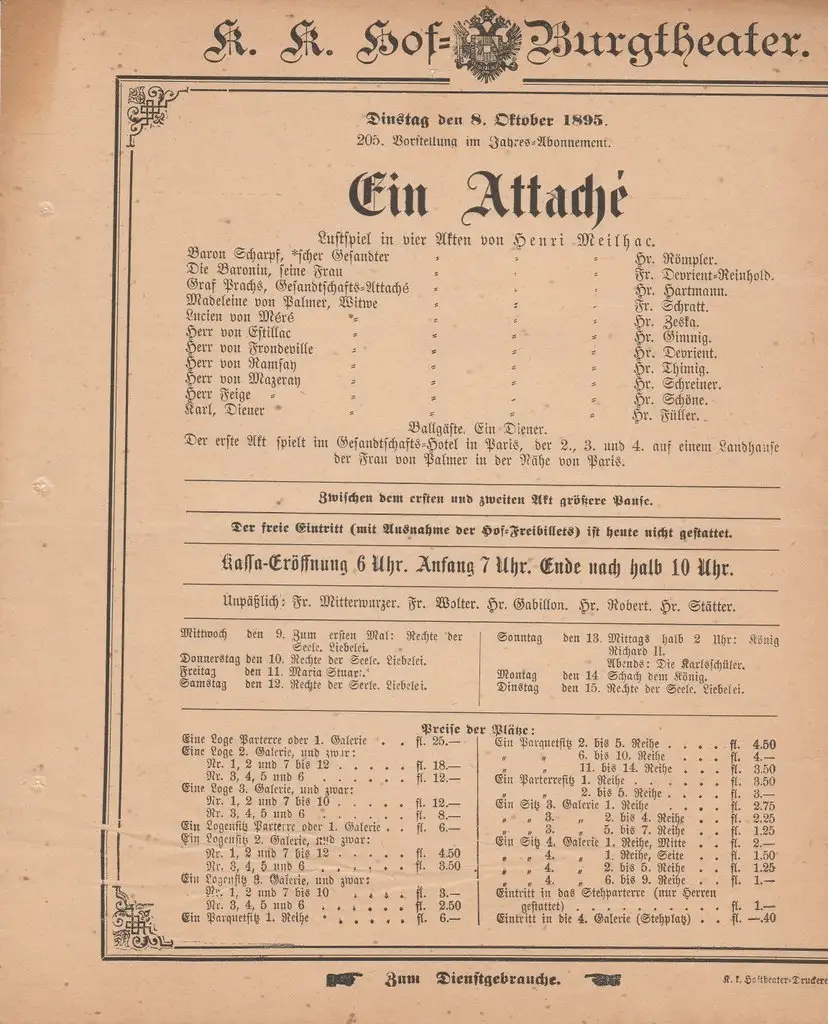 K. K. Hof-Burgtheater.
Dinstag den 8. Oktober 1895.
205. Vorstellung im Jahres-Abonnement.
Ein Attaché
Lustspiel in vier Akten von Henri Meilhac.
Baron Scharpf, *scher Gesandter " " " Hr. Römpler.
Die Baronin, seine Frau " " " Fr. Devrient-Reinhold.
Graf Prachs, Gesandtschafts-Attaché " " " Hr. Hartmann.
Madeleine von Palmer, Witwe " " " Fr. Schratt.
Lucien von Méré " " " " Hr. Zeska.
Herr von Estillac " " " " Hr. Gimnig.
Herr von Frondeville " " " " Hr. Devrient.
Herr von Ramsay " " " " Hr. Thimig.
Herr von Mazeray " " " " Hr. Schreiner.
Herr Feige " " " " " Hr. Schöne.
Karl, Diener " " " " " Hr. Füller.
Ballgäste. Ein Diener.
Der erste Akt spielt im Gesandtschafts-Hotel in Paris, der 2., 3. und 4. auf einem Landhause
der Frau von Palmer in der Nähe von Paris.
Zwischen dem ersten und zweiten Akt größere Pause.
Der freie Eintritt (mit Ausnahme der Hof-Freibillets) ist heute nicht gestattet.
Kassa-Eröffnung 6 Uhr. Anfang 7 Uhr. Ende nach halb 10 Uhr.
Unpäßlich: Fr. Mitterwurzer. Fr. Wolter. Hr. Gabillon. Hr. Robert. Hr. Stätter.
Mittwoch den 9. Zum ersten Mal: Rechte der
Seele. Liebelei.
Donnerstag den 10. Rechte der Seele. Liebelei.
Freitag den 11. Maria Stuart.
Samstag den 12. Rechte der Seele. Liebelei.
Sonntag den 13. Mittags halb 2 Uhr: König
Richard II.
Abends: Die Karlsschüler.
Montag den 14 Schach dem König.
Dinstag den 15. Rechte der Seele. Liebelei.
Preise der Plätze:
Eine Loge Parterre oder 1. Galerie . . fl. 25.—
Eine Loge 2. Galerie, und zwar:
Nr. 1, 2 und 7 bis 12 . . . . . fl. 18.—
Nr. 3, 4, 5 und 6 . . . . . . fl. 12.—
Eine Loge 3. Galerie, und zwar:
Nr. 1, 2 und 7 bis 10 . . . . . fl. 12.—
Nr. 3, 4, 5 und 6 . . . . . . fl. 8.—
Ein Logensitz Parterre oder 1. Galerie . . fl. 6.—
Ein Logensitz 2. Galerie, und zwar:
Nr. 1, 2 und 7 bis 12 . . . . . fl. 4.50
Nr. 3, 4, 5 und 6 . . . . . . fl. 3.50
Ein Logensitz 3. Galerie, und zwar:
Nr. 1, 2 und 7 bis 10 . . . . . fl. 3.—
Nr. 3, 4, 5 und 6 . . . . . . fl. 2.50
Ein Parquetsitz 1. Reihe . . . . . . fl. 6.—
Ein Parquetsitz 2. bis 5. Reihe . . . . fl. 4.50
" " 6. bis 10. Reihe . . . . fl. 4.—
" " 11. bis 14. Reihe . . . . fl. 3.50
Ein Parterresitz 1. Reihe . . . . . . fl. 3.50
" " 2. bis 5. Reihe . . . . fl. 3.—
Ein Sitz 3. Galerie 1. Reihe . . . . . fl. 2.75
" " 3. " 2. bis 4. Reihe . . . fl. 2.25
" " 3. " 5. bis 7. Reihe . . . fl. 1.25
Ein Sitz 4. Galerie 1. Reihe, Mitte . . . fl. 2.—
" " 4. " 1. Reihe, Seite . . . fl. 1.50
" " 4. " 2. bis 5. Reihe . . . fl. 1.25
" " 4. " 6. bis 9. Reihe . . . fl. 1.—
Eintritt in das Stehparterre (nur Herren
gestattet) . . . . . . . . . fl. 1.—
Eintritt in die 4. Galerie (Stehplatz) . . fl. —.40
Zum Dienstgebrauche.
K. k. Hoftheater-Druckere